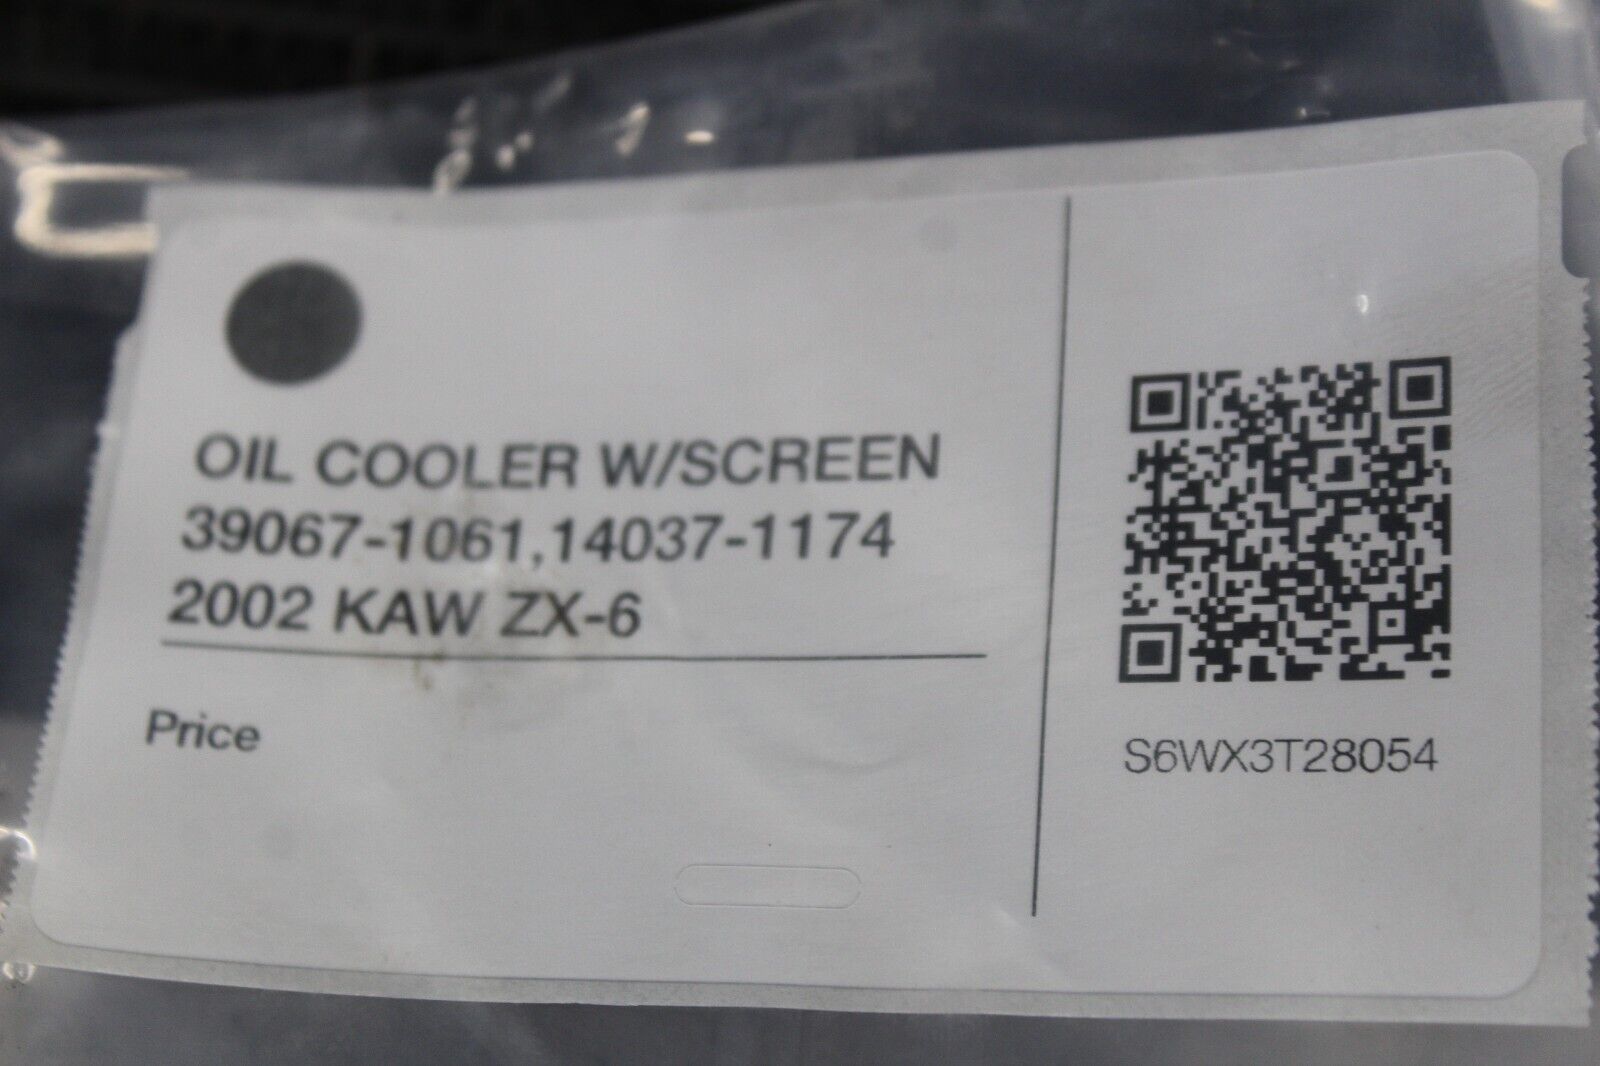 OIL COOLER W/SCREEN
39067-1061,14037-1174
2002 KAW ZX-6
Price
S6WX3T28054